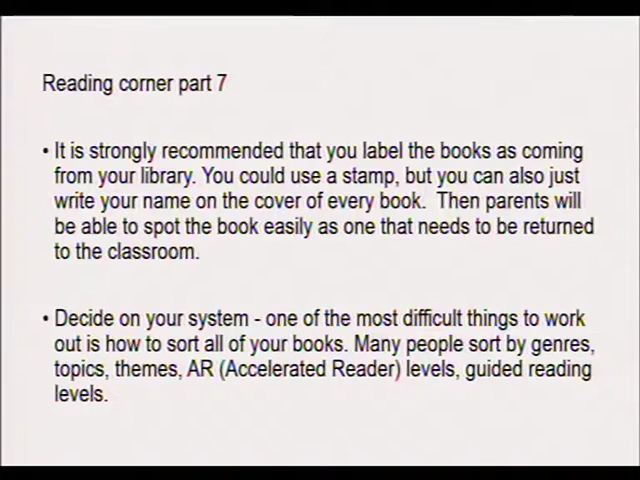 Reading corner part 7
• It is strongly recommended that you label the books as coming
from your library. You could use a stamp, but you can also just
write your name on the cover of every book.  Then parents will
be able to spot the book easily as one that needs to be returned
to the classroom.
• Decide on your system - one of the most difficult things to work
out is how to sort all of your books. Many people sort by genres,
topics, themes, AR (Accelerated Reader) levels, guided reading
levels.